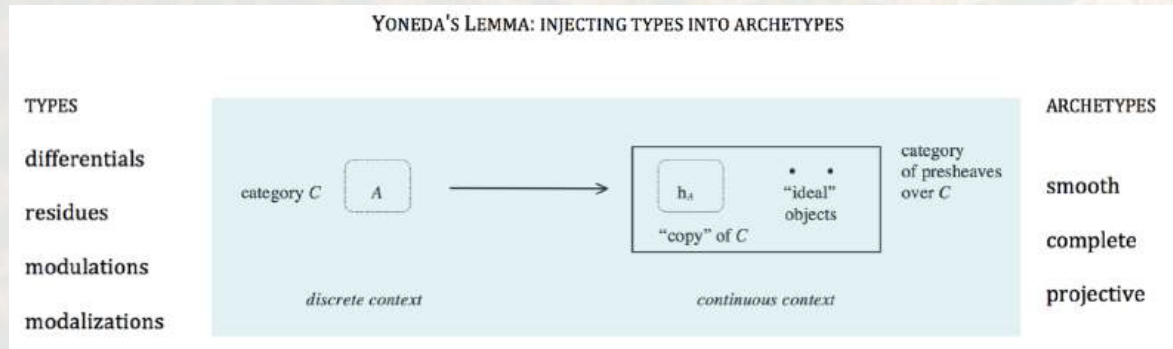 YONEDA'S LEMMA: INJECTING TYPES INTO ARCHETYPES
TYPES
differentials
residues
modulations
modalizations
category C
A
discrete context
h_A
"copy" of C
"ideal"
objects
continuous context
category
of presheaves
over C
ARCHETYPES
smooth
complete
projective